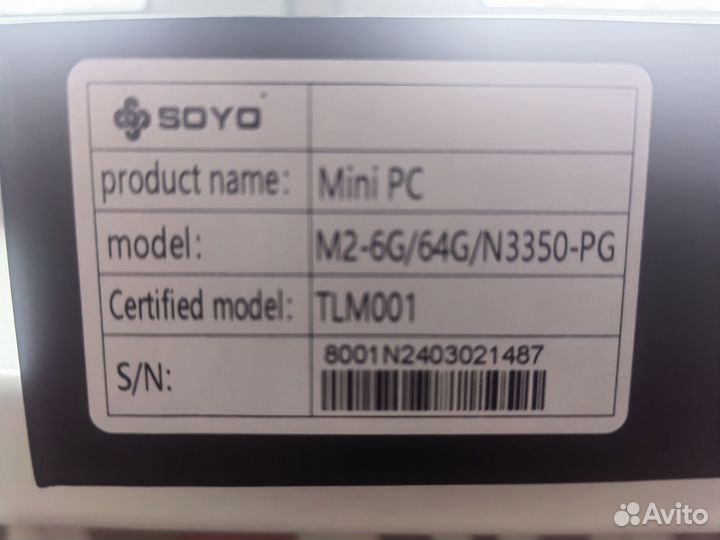 SOYO
product name: Mini PC
model: M2-6G/64G/N3350-PG
Certified model: TLM001
S/N: 8001N2403021487
Avito